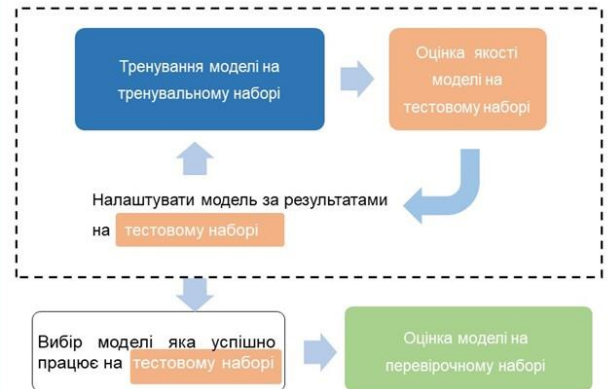 Тренування моделі на
тренувальному наборі
Оцінка якості
моделі на
тестовому наборі
Налаштувати модель за результатами
на тестовому наборі
Вибір моделі яка успішно
працює на тестовому наборі
Оцінка моделі на
перевірочному наборі